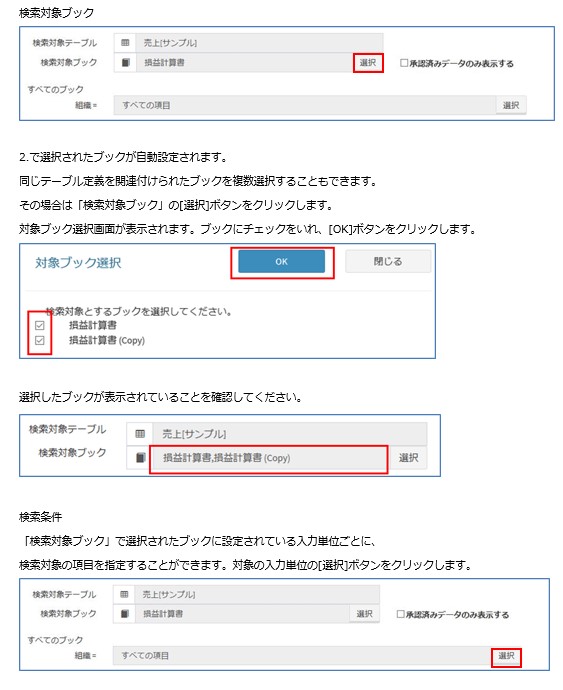 検索対象ブック
検索対象テーブル 売上[サンプル]
検索対象ブック 損益計算書 選択 承認済みデータのみ表示する
すべてのブック
組織= すべての項目 選択
2.で選択されたブックが自動設定されます。
同じテーブル定義を関連付けられたブックを複数選択することもできます。
その場合は「検索対象ブック」の[選択]ボタンをクリックします。
対象ブック選択画面が表示されます。ブックにチェックをいれ、[OK]ボタンをクリックします。
対象ブック選択 OK 閉じる
検索対象とするブックを選択してください。
損益計算書
損益計算書(Copy)
選択したブックが表示されていることを確認してください。
検索対象テーブル 売上[サンプル]
検索対象ブック 損益計算書,損益計算書(Copy) 選択
検索条件
「検索対象ブック」で選択されたブックに設定されている入力単位ごとに、
検索対象の項目を指定することができます。対象の入力単位の[選択]ボタンをクリックします。
検索対象テーブル 売上[サンプル]
検索対象ブック 損益計算書 選択 承認済みデータのみ表示する
すべてのブック
組織= すべての項目 選択